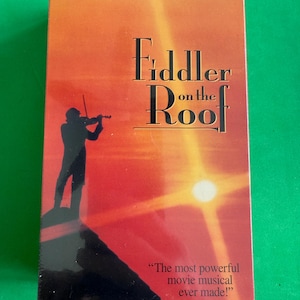 Fiddler
on the
Roof
“The most powerful
movie musical
ever made!”